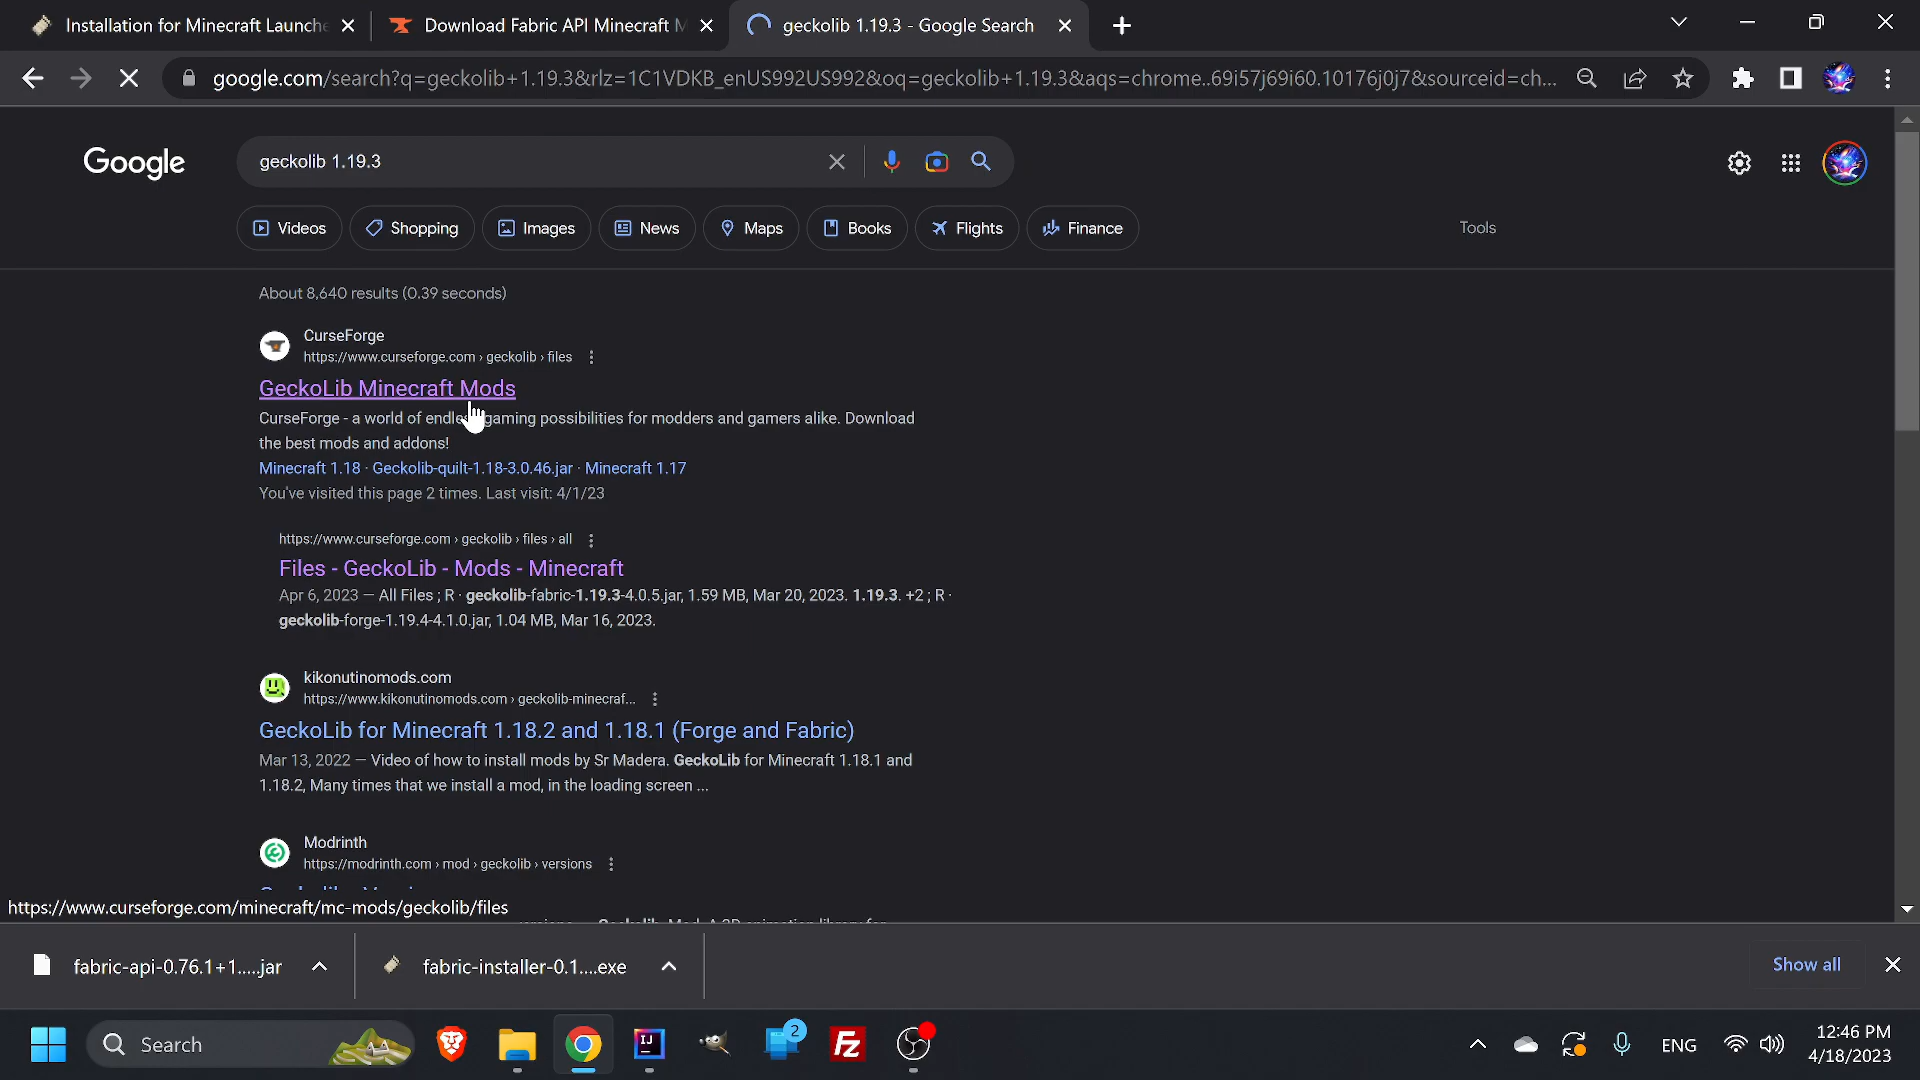 Installation for Minecraft Launche
Download Fabric API Minecraft M
geckolib 1.19.3 - Google Search
google.com/search?q=geckolib+1.19.3&rlz=1C1VDKB_enUS992US992&oq=geckolib+1.19.3&aqs=chrome..69i57j69i60.10176j0j7&sourceid=ch...
Google
geckolib 1.19.3
Videos
Shopping
Images
News
Maps
Books
Flights
Finance
Tools
About 8,640 results (0.39 seconds)
CurseForge
https://www.curseforge.com › geckolib › files
GeckoLib Minecraft Mods
CurseForge - a world of endless gaming possibilities for modders and gamers alike. Download
the best mods and addons!
Minecraft 1.18 · Geckolib-quilt-1.18-3.0.46.jar · Minecraft 1.17
You've visited this page 2 times. Last visit: 4/1/23
https://www.curseforge.com › geckolib › files › all
Files - GeckoLib - Mods - Minecraft
Apr 6, 2023 — All Files ; R · geckolib-fabric-1.19.3-4.0.5.jar, 1.59 MB, Mar 20, 2023. 1.19.3. +2 ; R ·
geckolib-forge-1.19.4-4.1.0.jar, 1.04 MB, Mar 16, 2023.
kikonutinomods.com
https://www.kikonutinomods.com › geckolib-minecraf...
GeckoLib for Minecraft 1.18.2 and 1.18.1 (Forge and Fabric)
Mar 13, 2022 — Video of how to install mods by Sr Madera. GeckoLib for Minecraft 1.18.1 and
1.18.2, Many times that we install a mod, in the loading screen ...
Modrinth
https://modrinth.com › mod › geckolib › versions
https://www.curseforge.com/minecraft/mc-mods/geckolib/files
fabric-api-0.76.1+1.....jar
fabric-installer-0.1....exe
Show all
Search
IJ
2
FZ
ENG
12:46 PM
4/18/2023